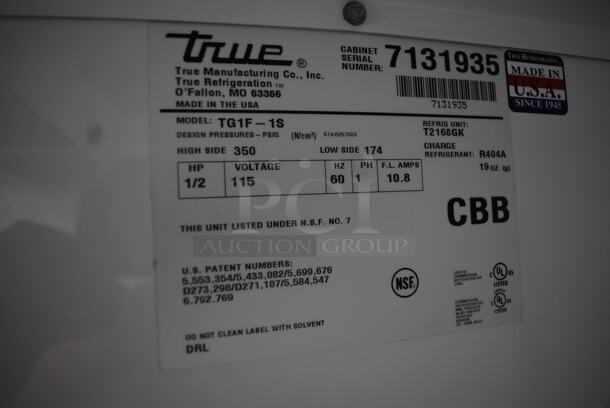 true®
True Manufacturing Co., Inc.
True Refrigeration ™
O'Fallon, MO 63366
MADE IN THE USA
CABINET SERIAL NUMBER: 7131935
7131935
TRUE REFRIGERATION
MADE IN
U.S.A.
SINCE 1945
MODEL: TG1F-1S
REFRIG UNIT:
T2168GK
DESIGN PRESSURES-PSIG (N/cm²)
HIGH SIDE 350 LOW SIDE 174
CHARGE
REFRIGERANT: R404A
19 oz. (g)
HP VOLTAGE HZ PH F.L. AMPS
1/2 115 60 1 10.8
CBB
THIS UNIT LISTED UNDER N.S.F. NO. 7
PCI
AUCTION GROUP
U.S. PATENT NUMBERS:
5,553,354/5,433,082/5,699,676
D273,298/D271,107/5,584,547
6.792.769
NSF.
DO NOT CLEAN LABEL WITH SOLVENT
DRL